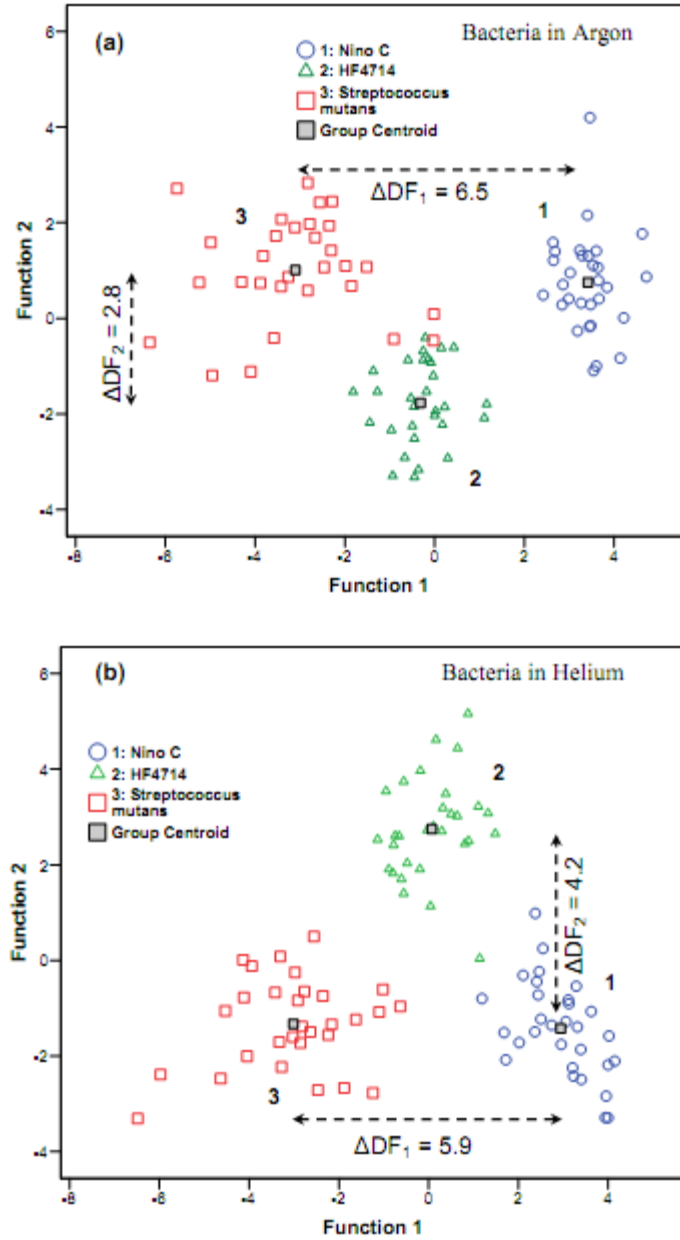 (a)
Bacteria in Argon
1: Nino C
2: HF4714
3: Streptococcus
mutans
Group Centroid
ΔDF1 = 6.5
1
3
ΔDF2 = 2.8
2
6
4
2
0
-2
-4
Function 2
-8
-6
-4
-2
0
2
4
Function 1
(b)
Bacteria in Helium
1: Nino C
2: HF4714
3: Streptococcus
mutans
Group Centroid
2
ΔDF2 = 4.2
1
3
ΔDF1 = 5.9
6
4
2
0
-2
-4
Function 2
-8
-6
-4
-2
0
2
4
Function 1